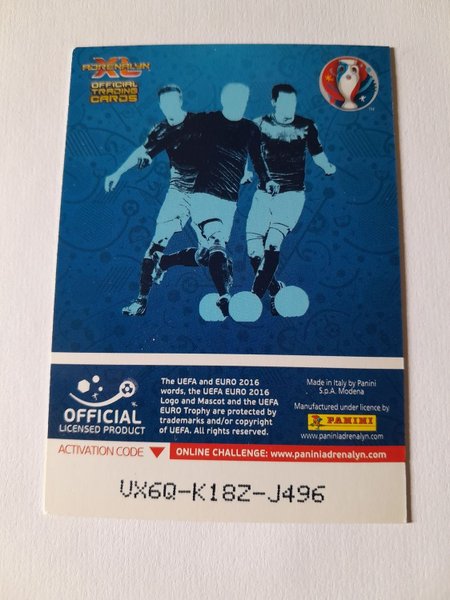 ADRENALYN
XL
OFFICIAL
TRADING
CARDS
TM
The UEFA and EURO 2016
words, the UEFA EURO 2016
Logo and Mascot and the UEFA
EURO Trophy are protected by
trademarks and/or copyright
of UEFA. All rights reserved.
OFFICIAL
LICENSED PRODUCT
Made in Italy by Panini
S.p.A. Modena
Manufactured under licence by
PANINI
www.paniniadrenalyn.com
ACTIVATION CODE
ONLINE CHALLENGE: www.paniniadrenalyn.com
VX6Q-K18Z-J496